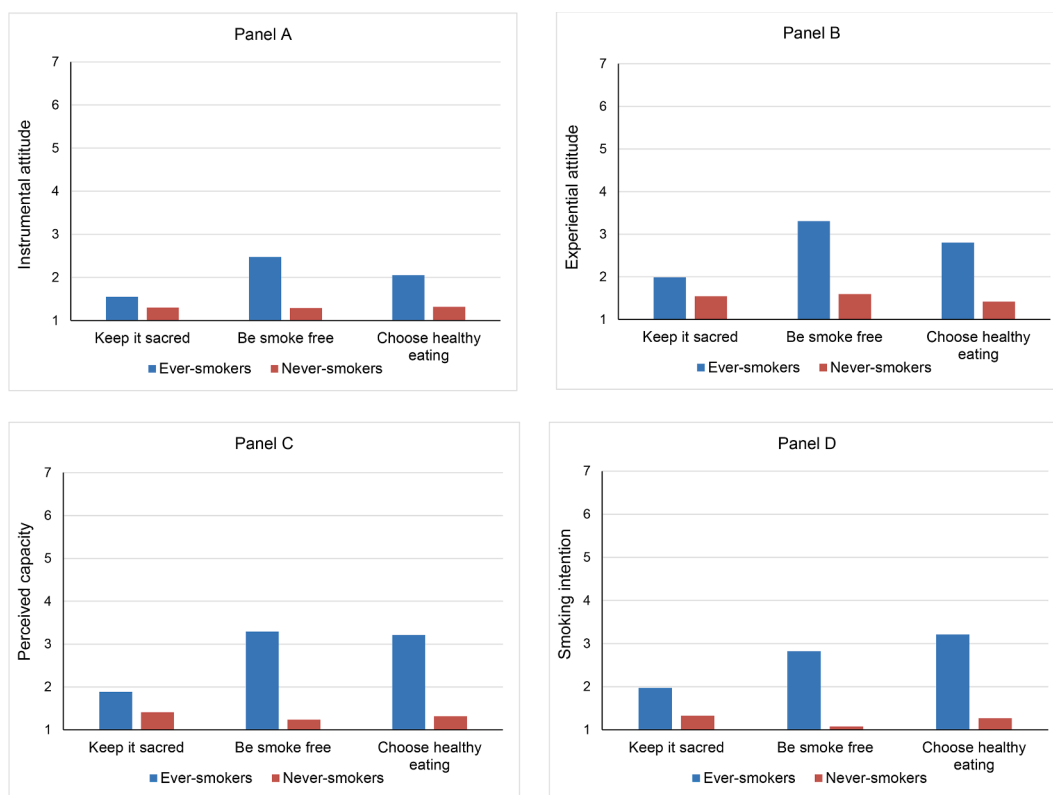 Panel A
7
6
5
4
3
2
1
Instrumental attitude
Keep it sacred
Be smoke free
Choose healthy
eating
Ever-smokers
Never-smokers
Panel B
7
6
5
4
3
2
1
Experiential attitude
Keep it sacred
Be smoke free
Choose healthy
eating
Ever-smokers
Never-smokers
Panel C
7
6
5
4
3
2
1
Perceived capacity
Keep it sacred
Be smoke free
Choose healthy
eating
Ever-smokers
Never-smokers
Panel D
7
6
5
4
3
2
1
Smoking intention
Keep it sacred
Be smoke free
Choose healthy
eating
Ever-smokers
Never-smokers